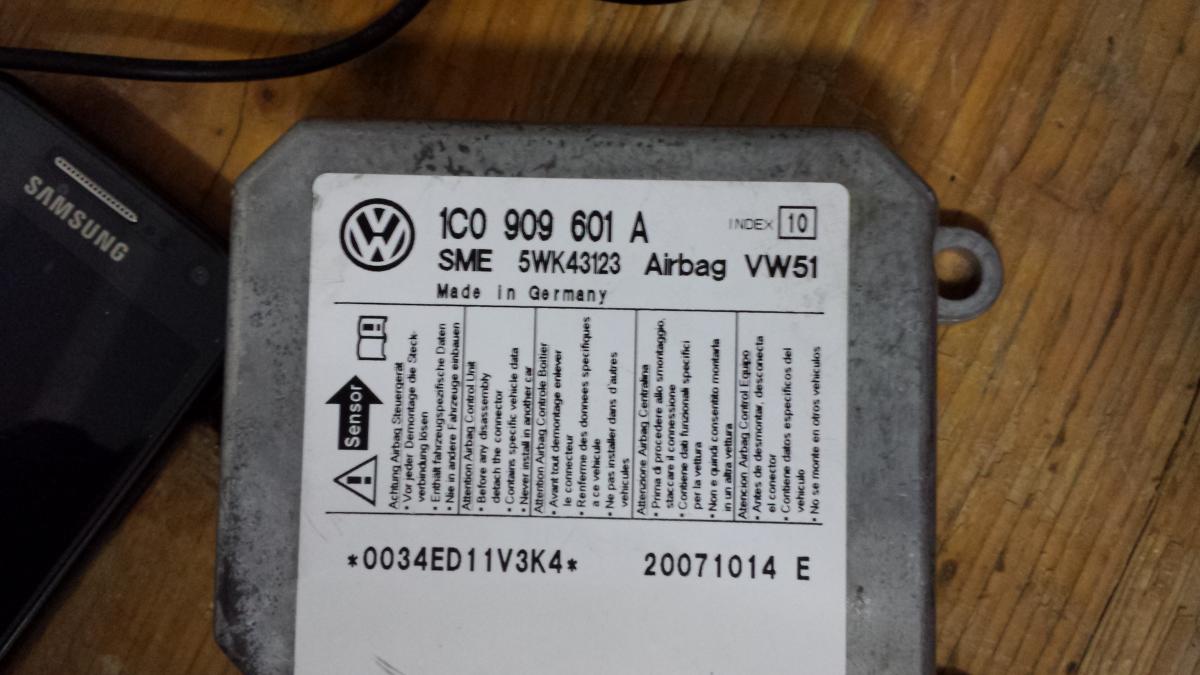 SAMSUNG
1C0 909 601 A
INDEX 10
SME 5WK43123 Airbag VW51
Made in Germany
Sensor
Achtung Airbag Steuergerät
• Vor jeder Demontage die Steck-
verbindung lösen
• Enthält fahrzeugspezifische Daten
• Nie in andere Fahrzeuge einbauen
Attention Airbag Control Unit
• Before any disassembly
detach the connector
• Contains specific vehicle data
• Never install in another car
Attention Airbag Controle Boitier
• Avant tout demontage enlever
le connecteur
• Renferme des donnees specifiques
a ce vehicule
• Ne pas installer dans d'autres
vehicules
Attenzione Airbag Centralina
• Prima di procedere allo smontaggio,
staccare il connessione
• Contiene dati funzionali specifici
per la vettura
• Non e quindi consentito montarla
in un altra vettura
Atencion Airbag Control Equipo
• Antes de desmontar, desconecta
el conector
• Contiene datos especificos del
vehiculo
• No se monte en otros vehiculos
*0034ED11V3K4*
20071014 E